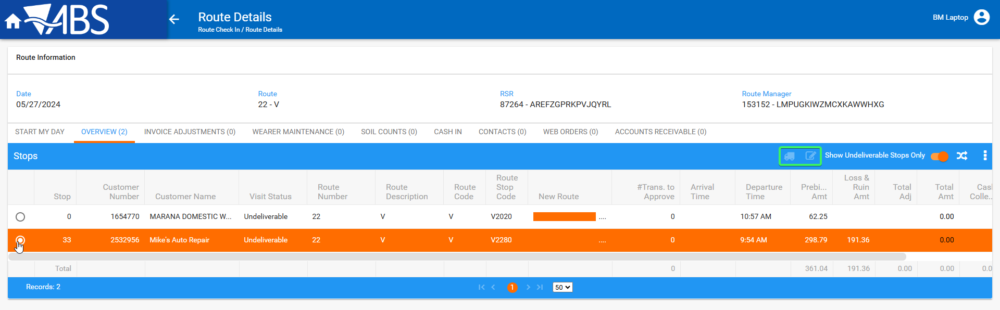 ABS
Route Details
Route Check In / Route Details
BM Laptop
Route Information
Date
05/27/2024
Route
22 - V
RSR
87264 - AREFZGPRKPVJQYRL
Route Manager
153152 - LMPUGKIWZMCXKAWWHXG
START MY DAY OVERVIEW (2) INVOICE ADJUSTMENTS (0) WEARER MAINTENANCE (0) SOIL COUNTS (0) CASH IN CONTACTS (0) WEB ORDERS (0) ACCOUNTS RECEIVABLE (0)
Stops Show Undeliverable Stops Only
Stop
Customer
Number
Customer Name
Visit Status
Route
Number
Route
Description
Route
Code
Route
Stop
Code
New Route
#Trans. to
Approve
Arrival
Time
Departure
Time
Prebi...
Amt
Loss &
Ruin
Amt
Total
Adj
Total
Amt
Cas
Colle..
0 1654770 MARANA DOMESTIC W... Undeliverable 22 V V V2020 .... 0 10:57 AM 62.25 0.00
33 2532956 Mike's Auto Repair Undeliverable 22 V V V2280 .... 0 9:54 AM 298.79 191.36 0.00
Total 0 361.04 191.36 0.00 0.00 0.0
Records: 2 1 50